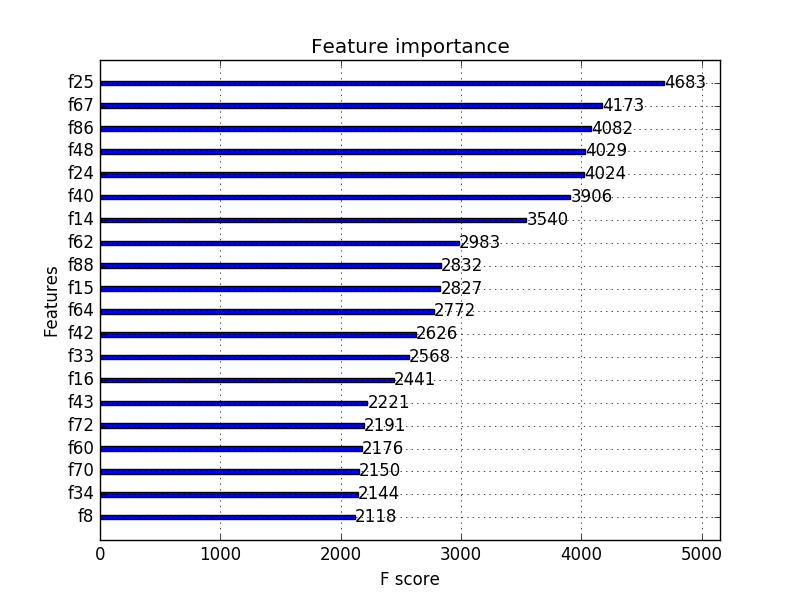 Feature importance
f25 4683
f67 4173
f86 4082
f48 4029
f24 4024
f40 3906
f14 3540
f62 2983
f88 2832
f15 2827
f64 2772
f42 2626
f33 2568
f16 2441
f43 2221
f72 2191
f60 2176
f70 2150
f34 2144
f8 2118
Features
0 1000 2000 3000 4000 5000
F score